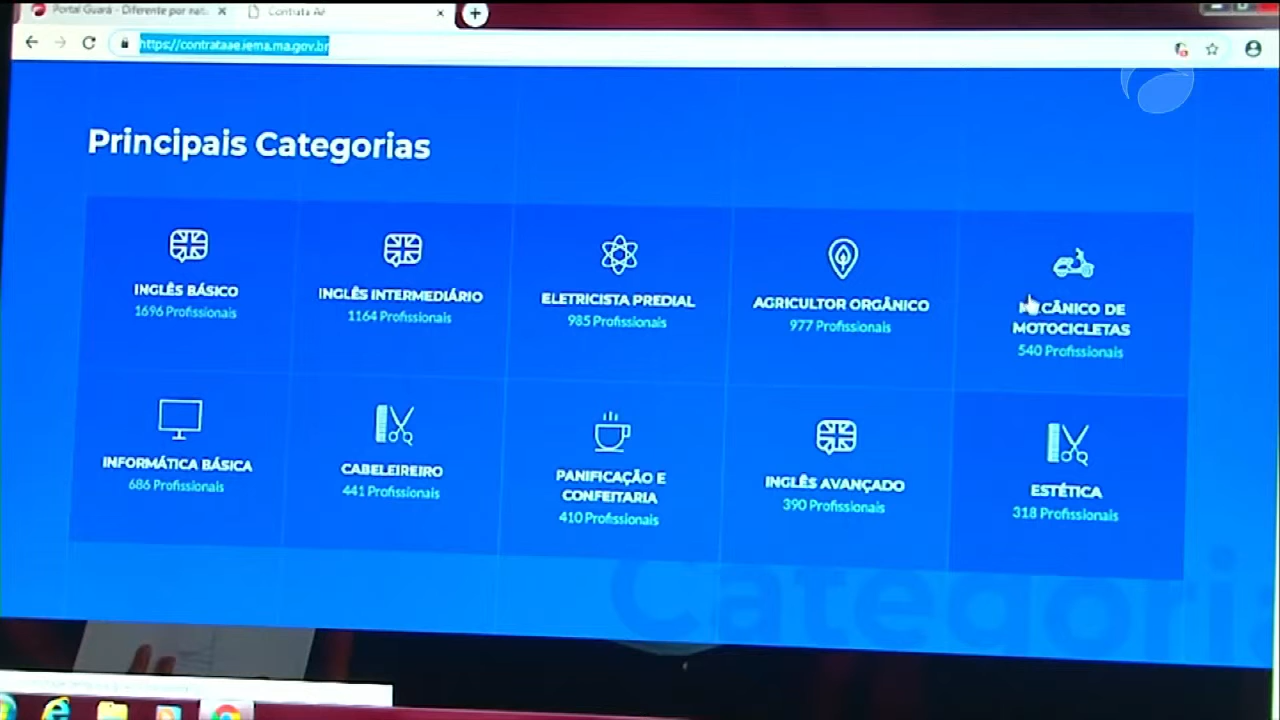 Portal Guará - Diferente por nat
Contrata Aê
https://contrataae.iema.ma.gov.br
Principais Categorias
INGLÊS BÁSICO
1696 Profissionais
INGLÊS INTERMEDIÁRIO
1164 Profissionais
ELETRICISTA PREDIAL
985 Profissionais
AGRICULTOR ORGÂNICO
977 Profissionais
MECÂNICO DE
MOTOCICLETAS
540 Profissionais
INFORMÁTICA BÁSICA
686 Profissionais
CABELEIREIRO
441 Profissionais
PANIFICAÇÃO E
CONFEITARIA
410 Profissionais
INGLÊS AVANÇADO
390 Profissionais
ESTÉTICA
318 Profissionais
Categoria